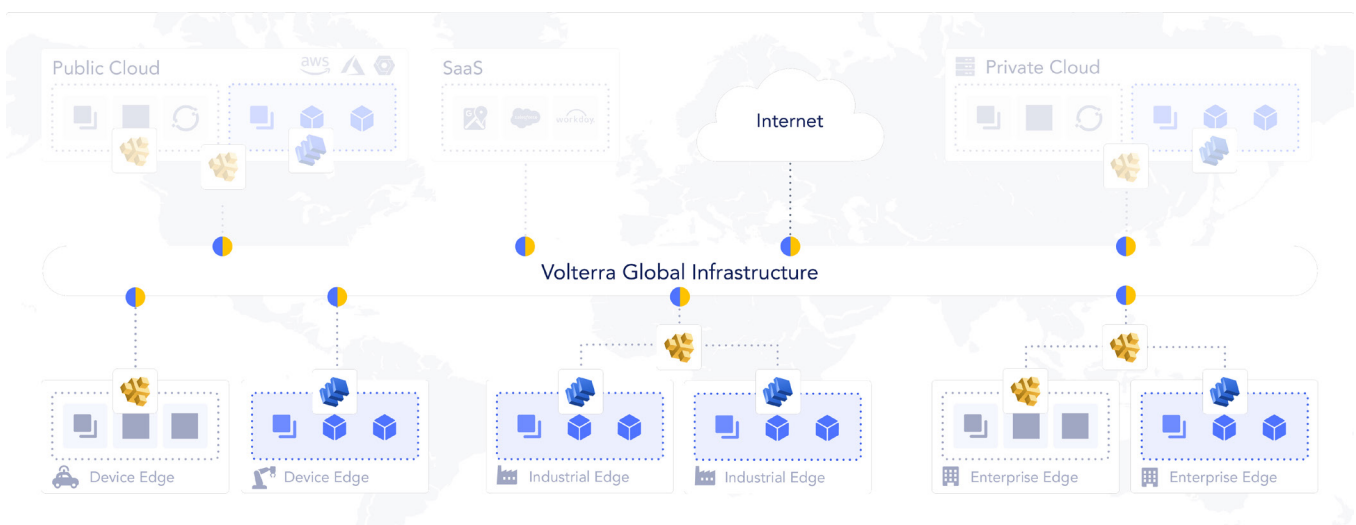 Public Cloud
aws
SaaS
workday
Internet
Private Cloud
Volterra Global Infrastructure
Device Edge
Device Edge
Industrial Edge
Industrial Edge
Enterprise Edge
Enterprise Edge